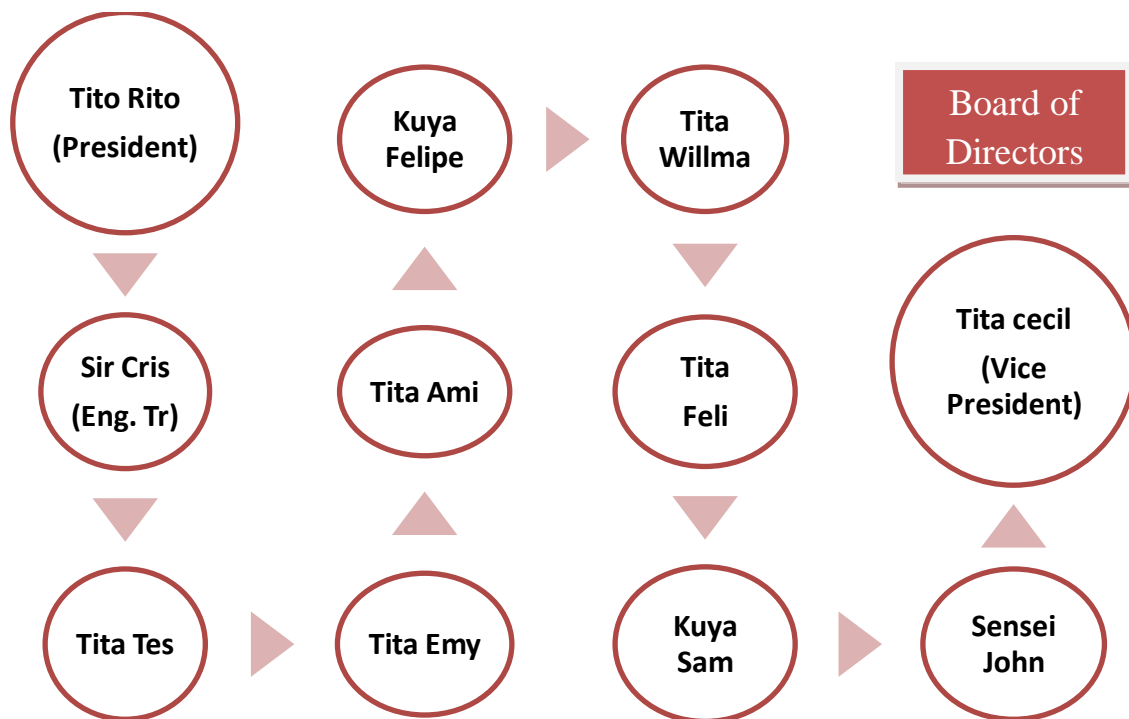 Tito Rito
(President)
Sir Cris
(Eng. Tr)
Tita Tes
Tita Emy
Tita Ami
Kuya
Felipe
Tita
Willma
Tita
Feli
Kuya
Sam
Sensei
John
Tita cecil
(Vice
President)
Board of
Directors